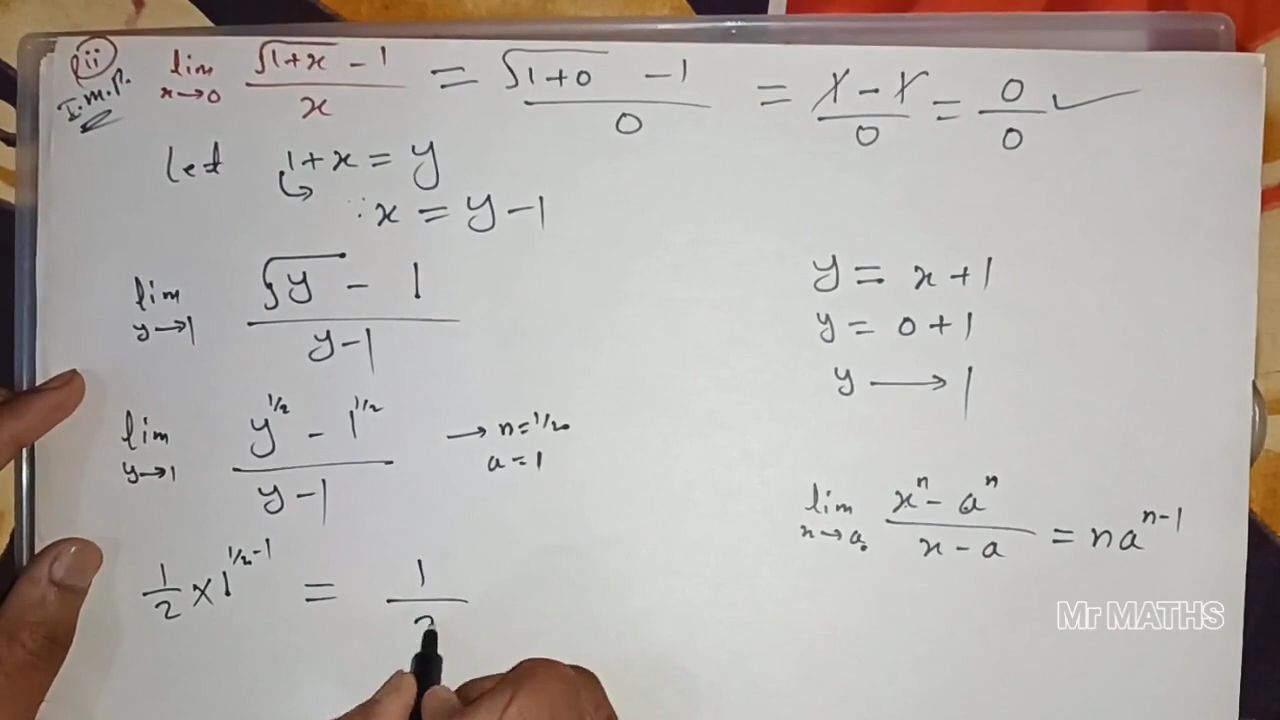 ii) lim x→0 √1+x - 1 / x = √1+0 - 1 / 0 = 1 - 1 / 0 = 0 / 0 ✓
I.M.P.
Let 1+x = y
∴ x = y - 1
lim y→1 √y - 1 / y-1
y = x + 1
y = 0 + 1
y → 1
lim y→1 y^1/2 - 1^1/2 / y-1 → n = 1/2
a = 1
lim x→a x^n - a^n / x - a = na^n-1
1/2 × 1^1/2-1 = 1/2
Mr MATHS